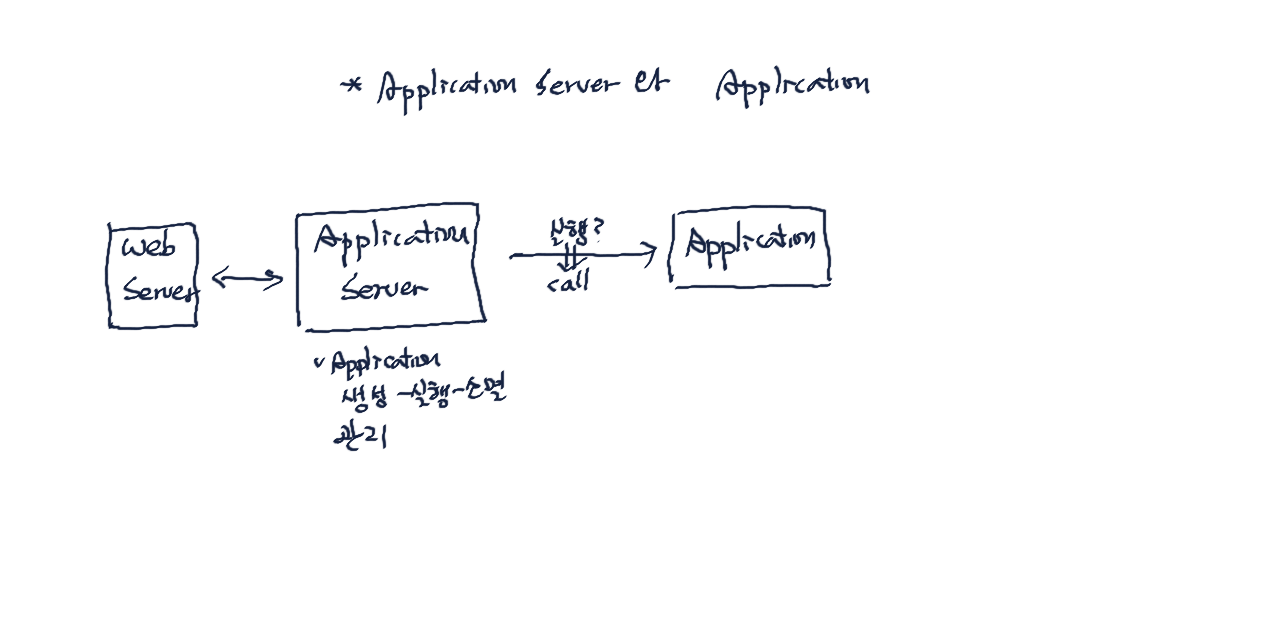 * Application Server 와 Application
Web
Server
Application
Server
실행?
call
Application
v Application
생성 -실행-소멸
관리